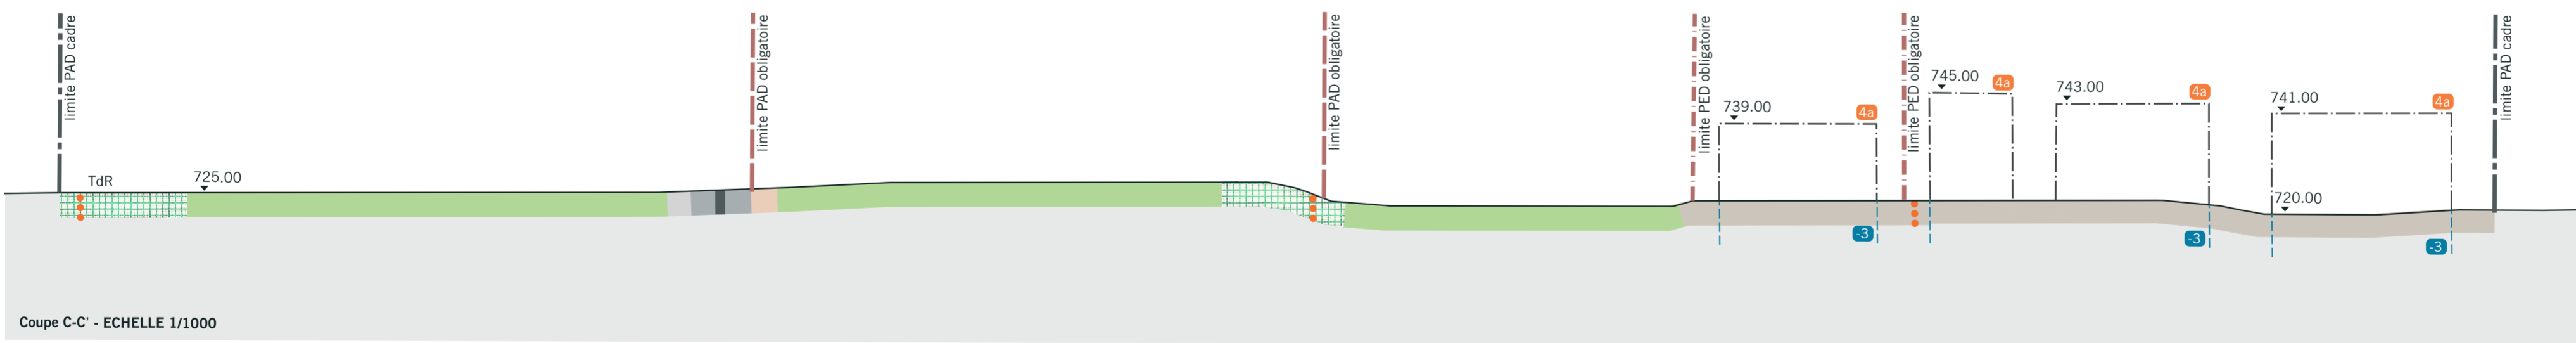 limite PAD cadre
TdR
725.00
limite PAD obligatoire
limite PAD obligatoire
limite PED obligatoire
739.00
4a
-3
limite PED obligatoire
745.00
4a
743.00
4a
-3
741.00
4a
720.00
-3
limite PAD cadre
Coupe C-C' - ECHELLE 1/1000